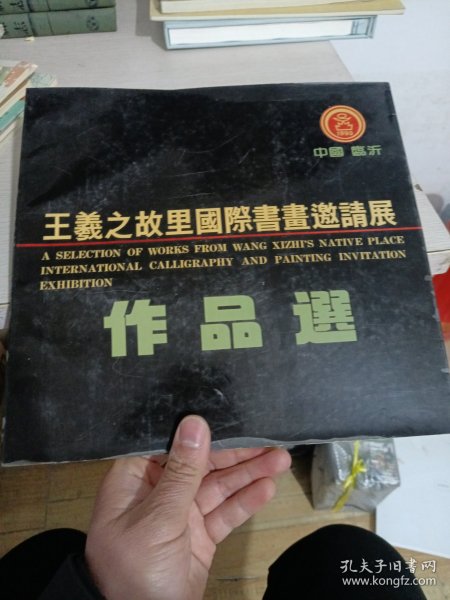 1990
中國 臨沂
王羲之故里國際書畫邀請展
A SELECTION OF WORKS FROM WANG XIZHI'S NATIVE PLACE
INTERNATIONAL CALLIGRAPHY AND PAINTING INVITATION
EXHIBITION
作品選
孔夫子旧书网
www.kongfz.com